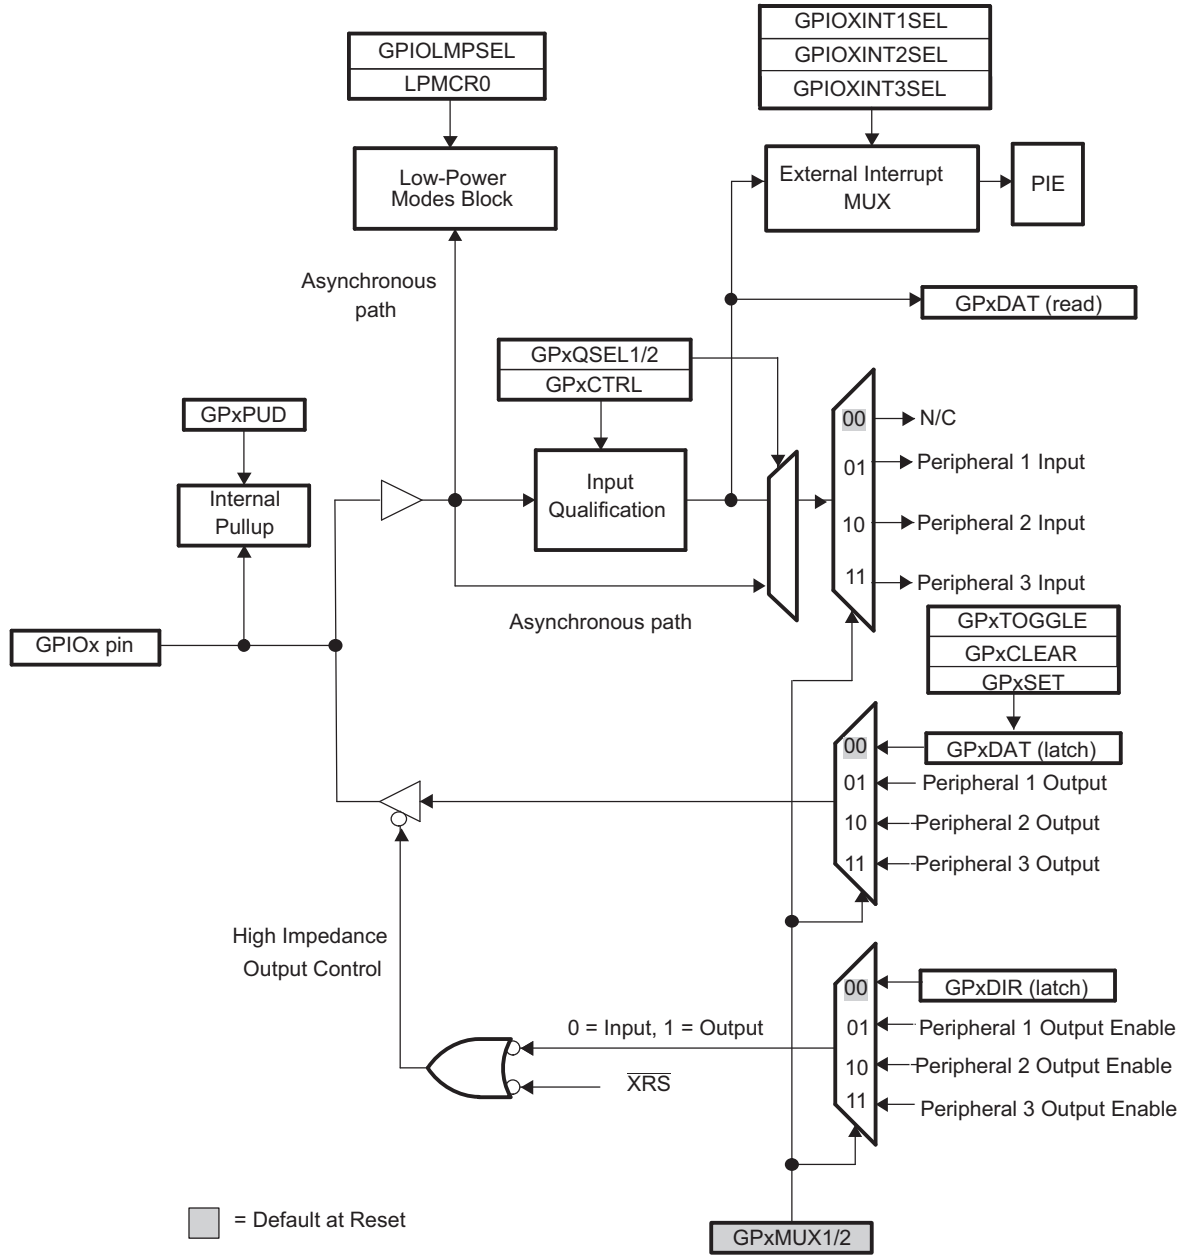 GPIOLMPSEL
LPMCR0
Low-Power
Modes Block
GPIOXINT1SEL
GPIOXINT2SEL
GPIOXINT3SEL
External Interrupt
MUX
PIE
Asynchronous
path
GPxDAT (read)
GPxQSEL1/2
GPxCTRL
GPxPUD
Internal
Pullup
Input
Qualification
00
N/C
01
Peripheral 1 Input
10
Peripheral 2 Input
11
Peripheral 3 Input
Asynchronous path
GPIOx pin
GPxTOGGLE
GPxCLEAR
GPxSET
00
GPxDAT (latch)
01
Peripheral 1 Output
10
Peripheral 2 Output
11
Peripheral 3 Output
High Impedance
Output Control
00
GPxDIR (latch)
0 = Input, 1 = Output
01
Peripheral 1 Output Enable
10
Peripheral 2 Output Enable
XRS
11
Peripheral 3 Output Enable
= Default at Reset
GPxMUX1/2